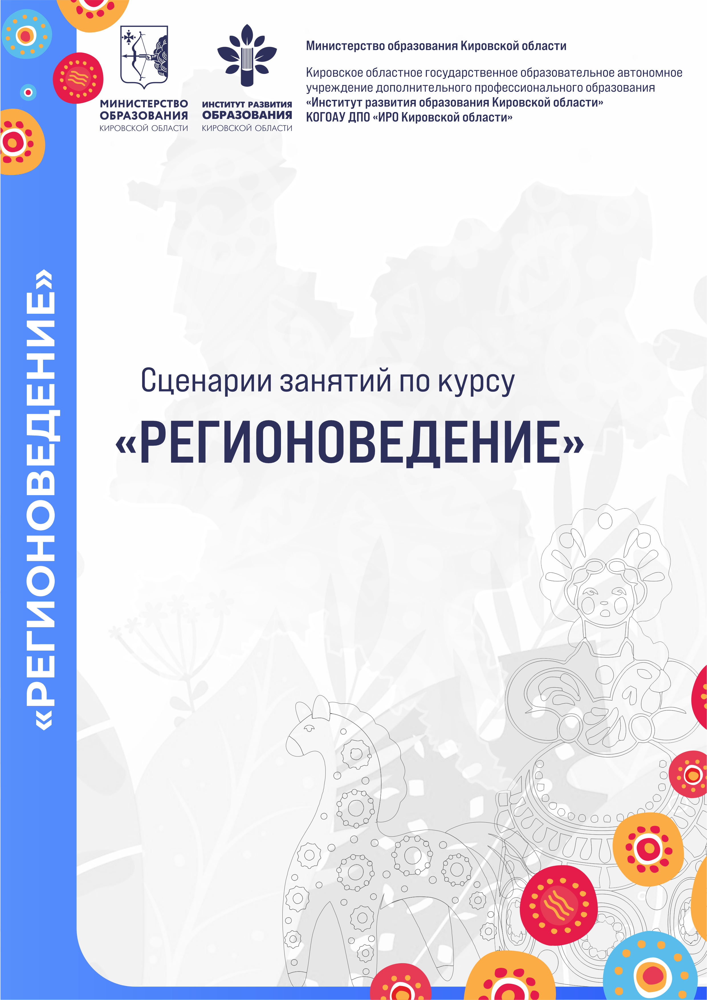 МИНИСТЕРСТВО
ОБРАЗОВАНИЯ
КИРОВСКОЙ ОБЛАСТИ
ИНСТИТУТ РАЗВИТИЯ
ОБРАЗОВАНИЯ
КИРОВСКОЙ ОБЛАСТИ
Министерство образования Кировской области
Кировское областное государственное образовательное автономное
учреждение дополнительного профессионального образования
«Институт развития образования Кировской области»
КОГОАУ ДПО «ИРО Кировской области»
«РЕГИОНОВЕДЕНИЕ»
Сценарии занятий по курсу
«РЕГИОНОВЕДЕНИЕ»